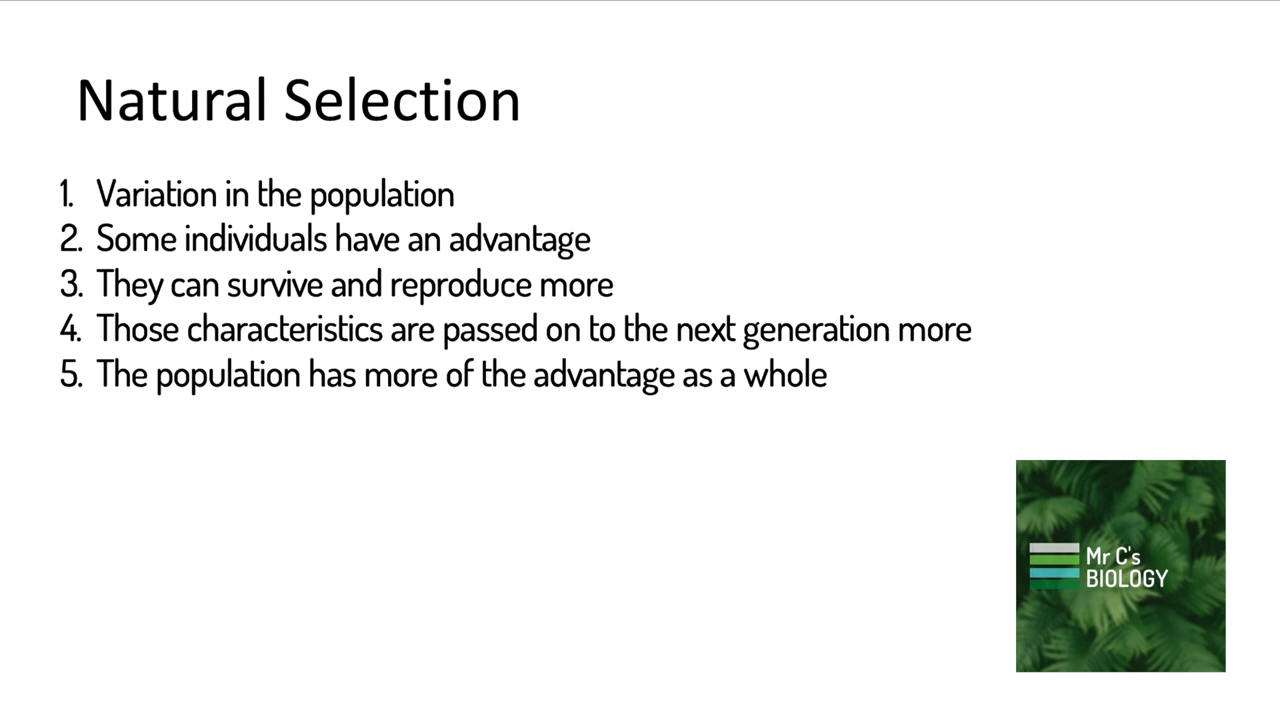 Natural Selection
1. Variation in the population
2. Some individuals have an advantage
3. They can survive and reproduce more
4. Those characteristics are passed on to the next generation more
5. The population has more of the advantage as a whole
Mr C's
BIOLOGY